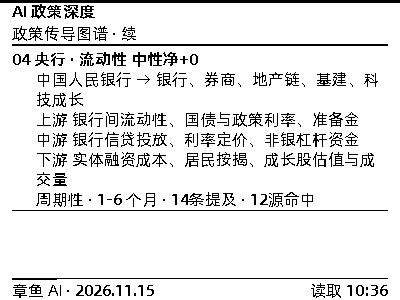 AI 政策深度
政策传导图谱 · 续
04 央行 · 流动性 中性净+0
中国人民银行 → 银行、券商、地产链、基建、科
技成长
上游 银行间流动性、国债与政策利率、准备金
中游 银行信贷投放、利率定价、非银杠杆资金
下游 实体融资成本、居民按揭、成长股估值与成
交量
周期性 · 1-6 个月 · 14条提及 · 12源命中
章鱼 AI · 2026.11.15
读取 10:36